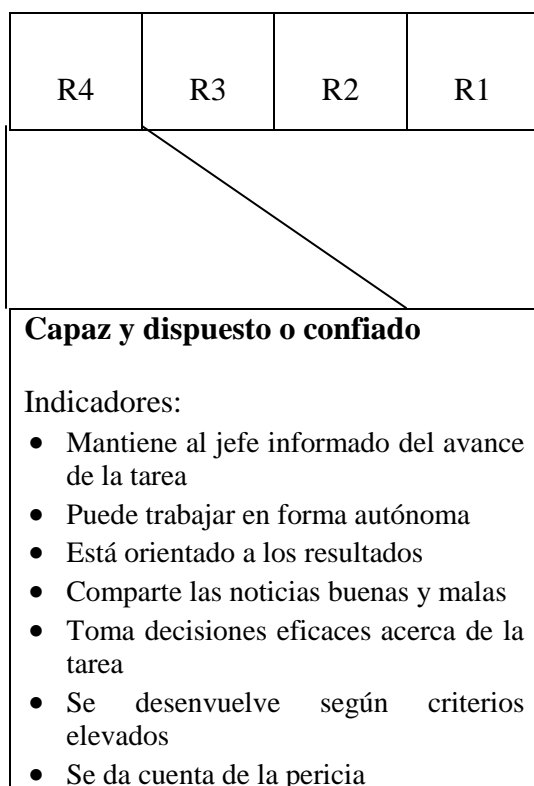 R4 R3 R2 R1
Capaz y dispuesto o confiado
Indicadores:
• Mantiene al jefe informado del avance
de la tarea
• Puede trabajar en forma autónoma
• Está orientado a los resultados
• Comparte las noticias buenas y malas
• Toma decisiones eficaces acerca de la
tarea
• Se desenvuelve según criterios
elevados
• Se da cuenta de la pericia